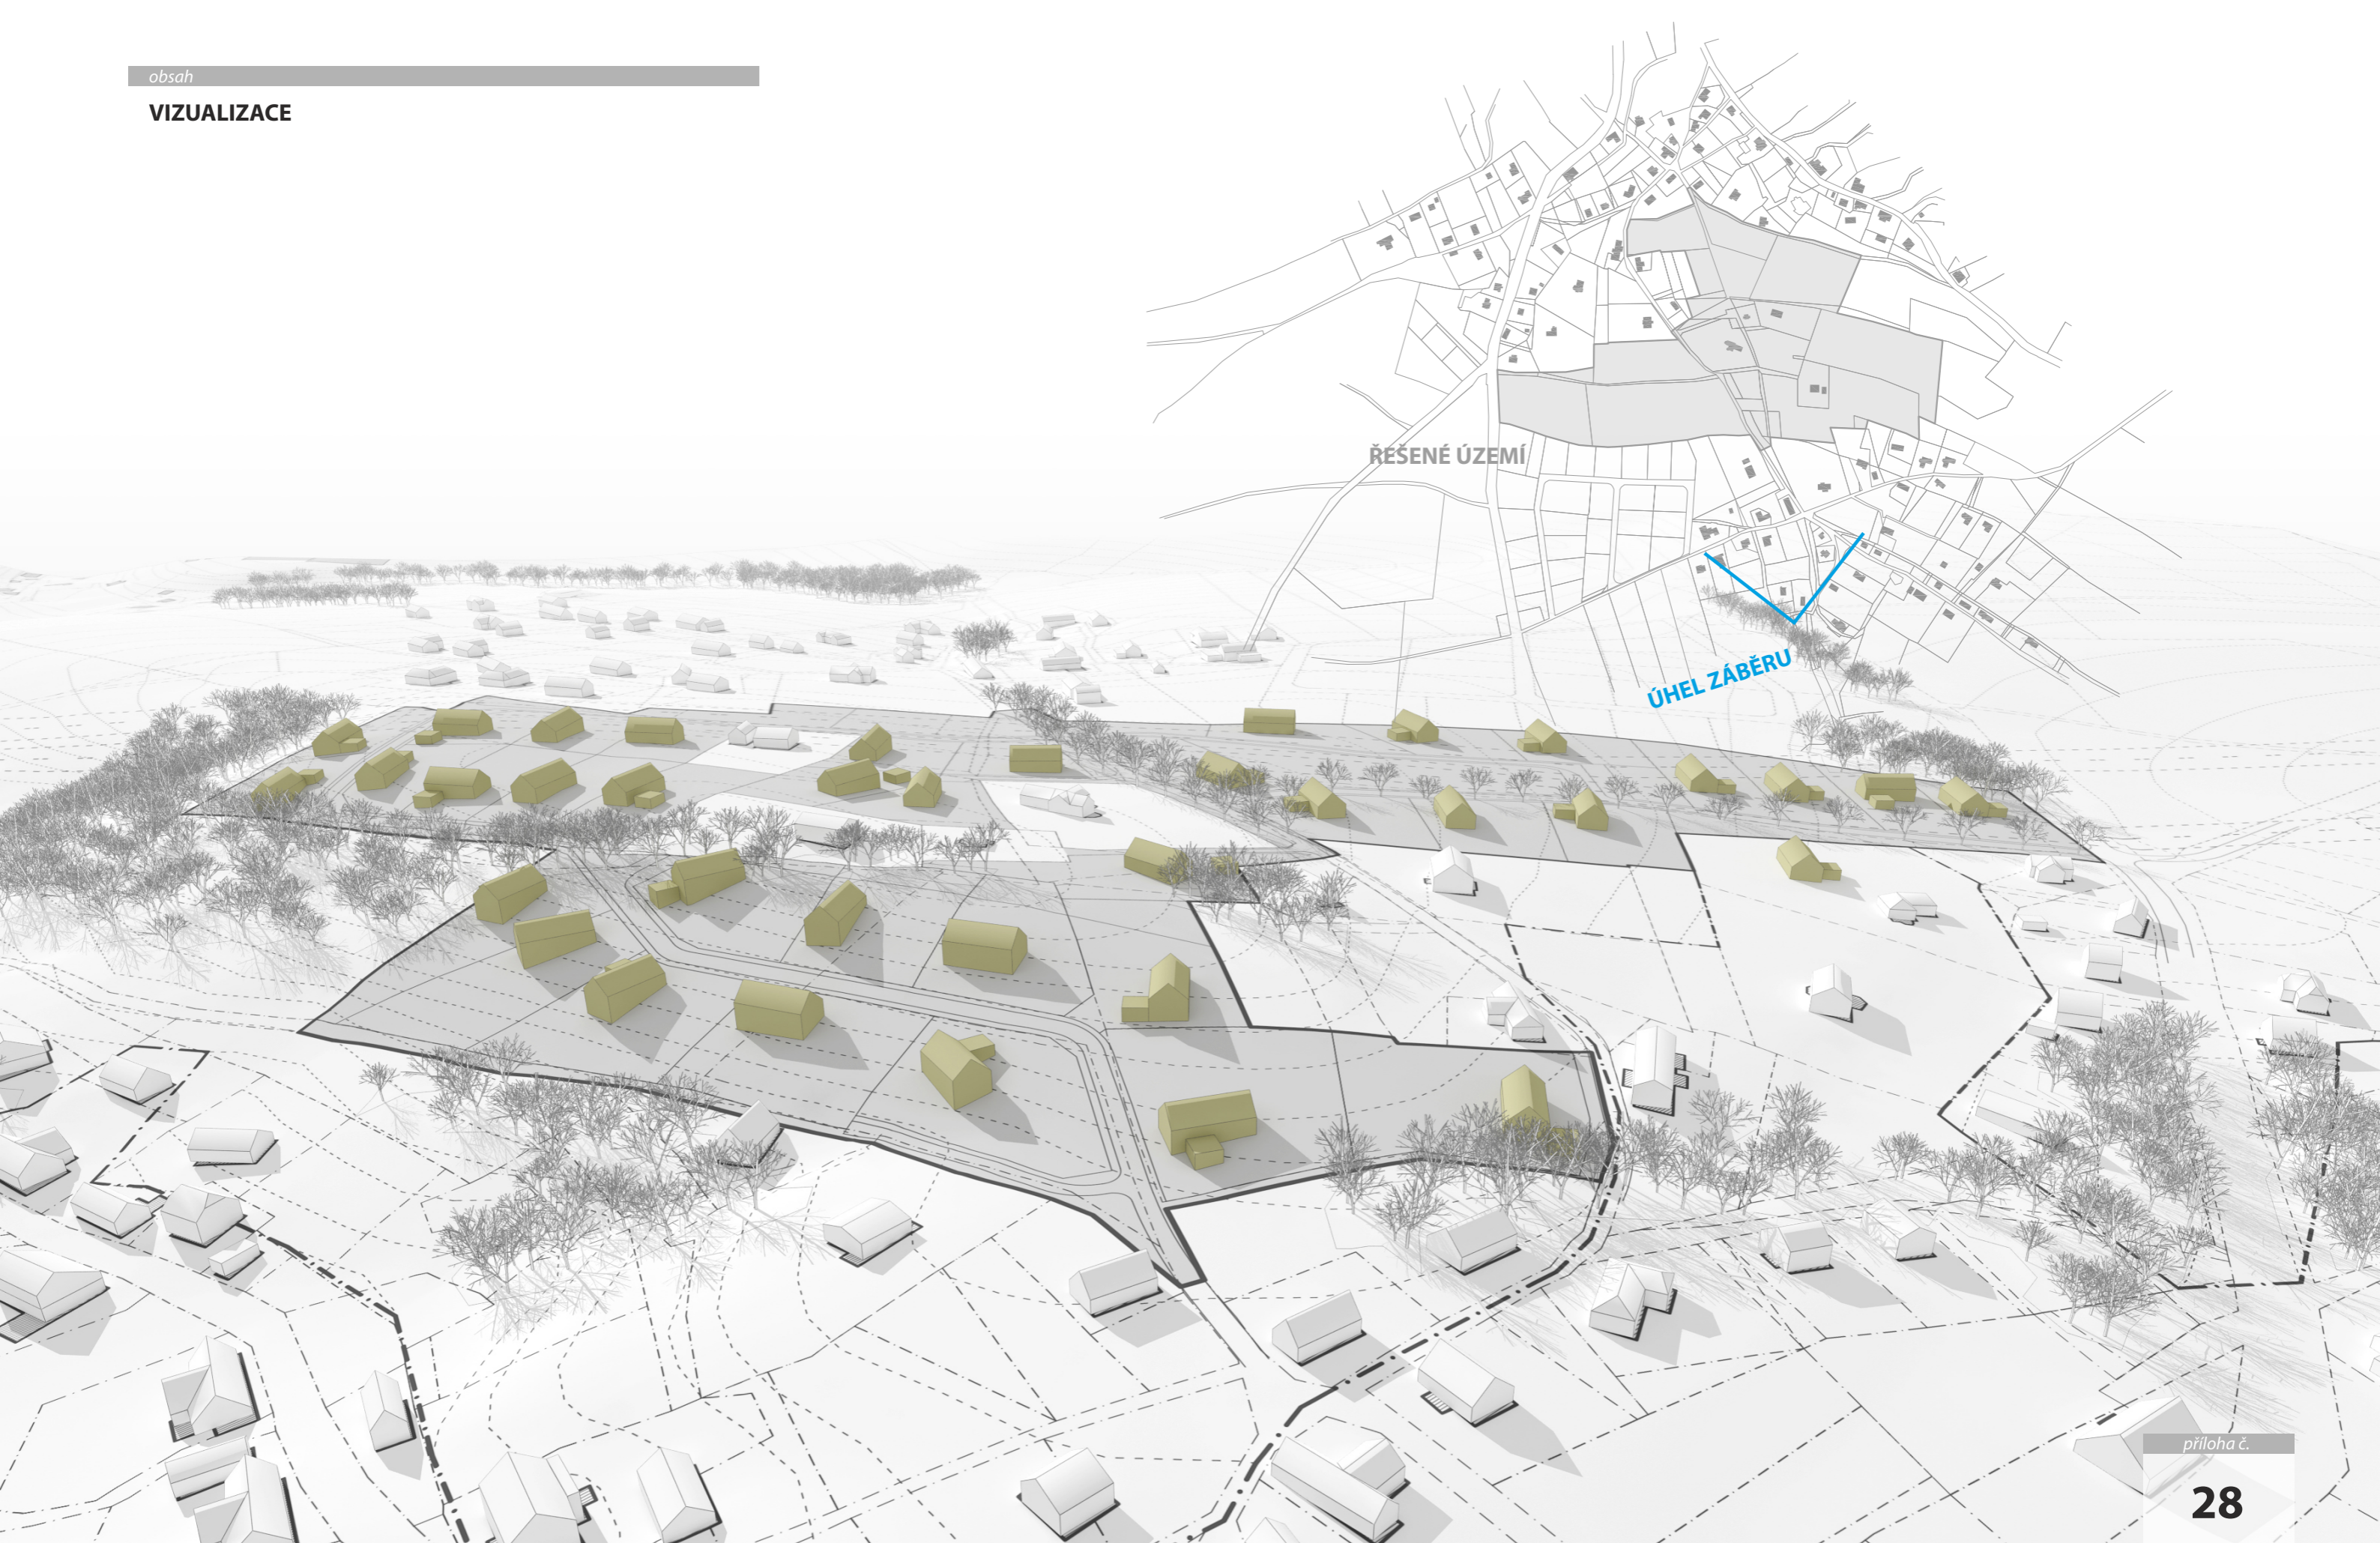 obsah
VIZUALIZACE
ŘEŠENÉ ÚZEMÍ
ÚHEL ZÁBĚRU
příloha č.
28